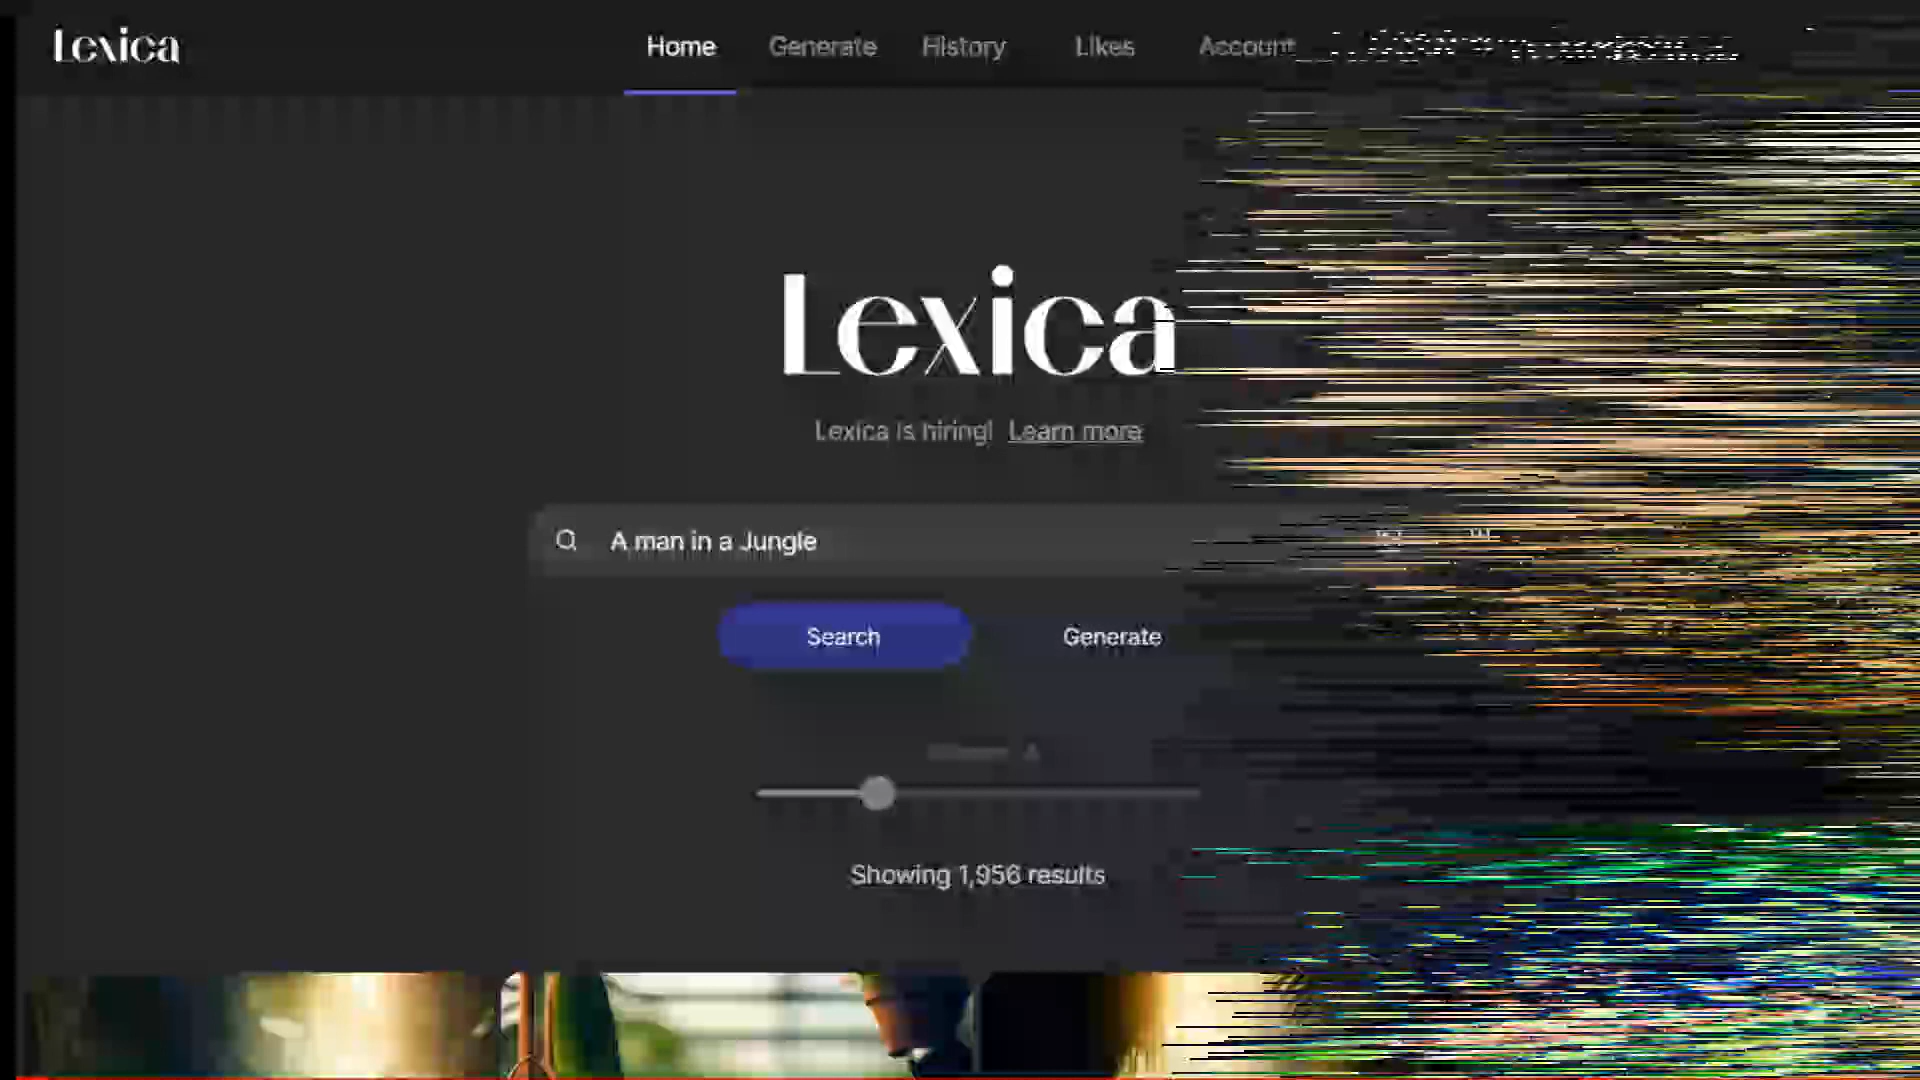 Lexica
Home Generate History Likes Account
Lexica
Lexica is hiring! Learn more
A man in a Jungle
Search Generate
Showing 1,956 results